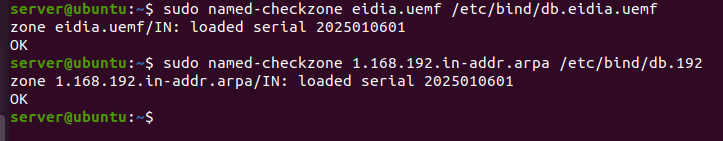 server@ubuntu:~$ sudo named-checkzone eidia.uemf /etc/bind/db.eidia.uemf
zone eidia.uemf/IN: loaded serial 2025010601
OK
server@ubuntu:~$ sudo named-checkzone 1.168.192.in-addr.arpa /etc/bind/db.192
zone 1.168.192.in-addr.arpa/IN: loaded serial 2025010601
OK
server@ubuntu:~$